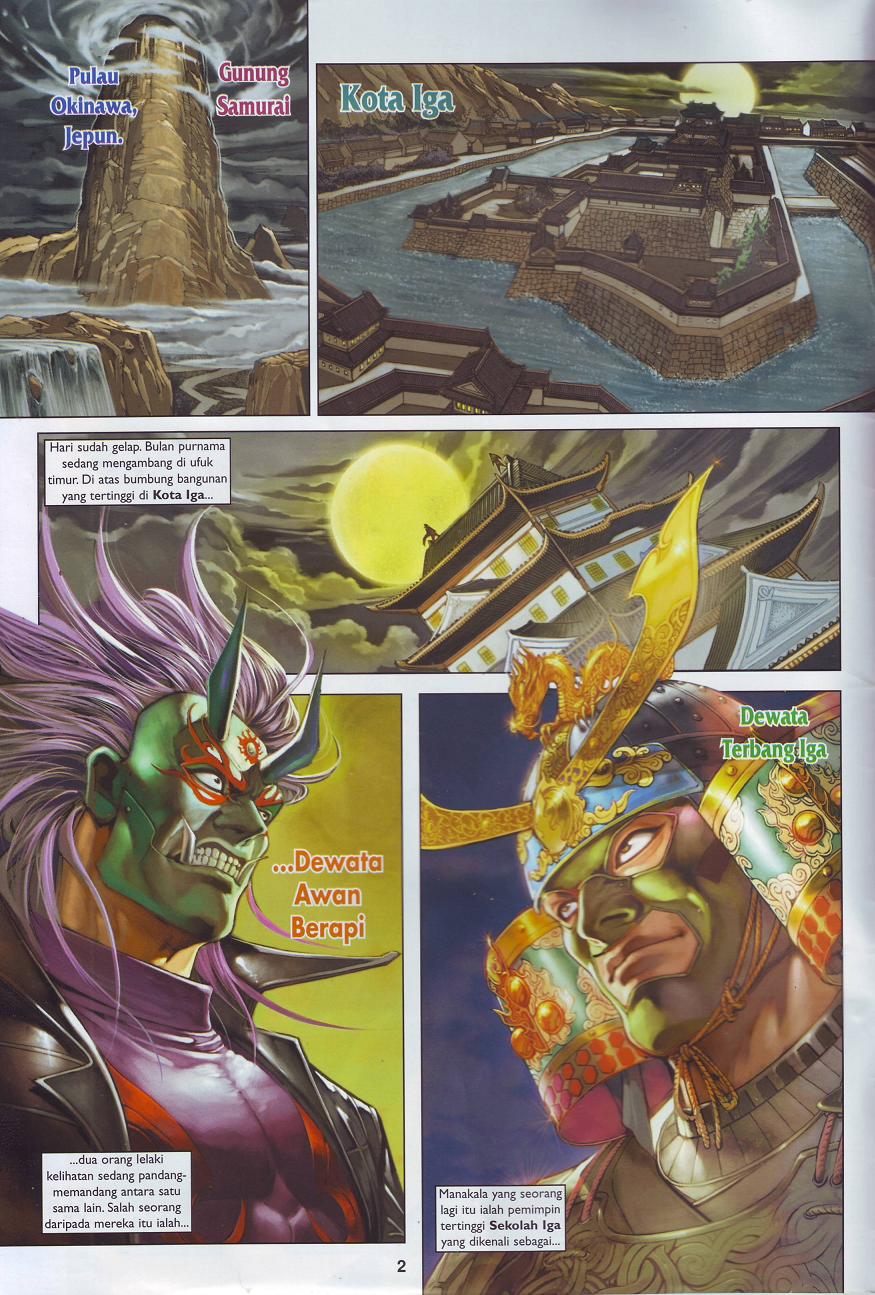 Pulau
Okinawa,
Jepun.
Gunung
Samurai
Kota Iga
Hari sudah gelap. Bulan purnama
sedang mengambang di ufuk
timur. Di atas bumbung bangunan
yang tertinggi di Kota Iga...
...dua orang lelaki
kelihatan sedang pandang-
memandang antara satu
sama lain. Salah seorang
daripada mereka itu ialah...
...Dewata
Awan
Berapi
Manakala yang seorang
lagi itu ialah pemimpin
tertinggi Sekolah Iga
yang dikenali sebagai...
Dewata
Terbang Iga
2